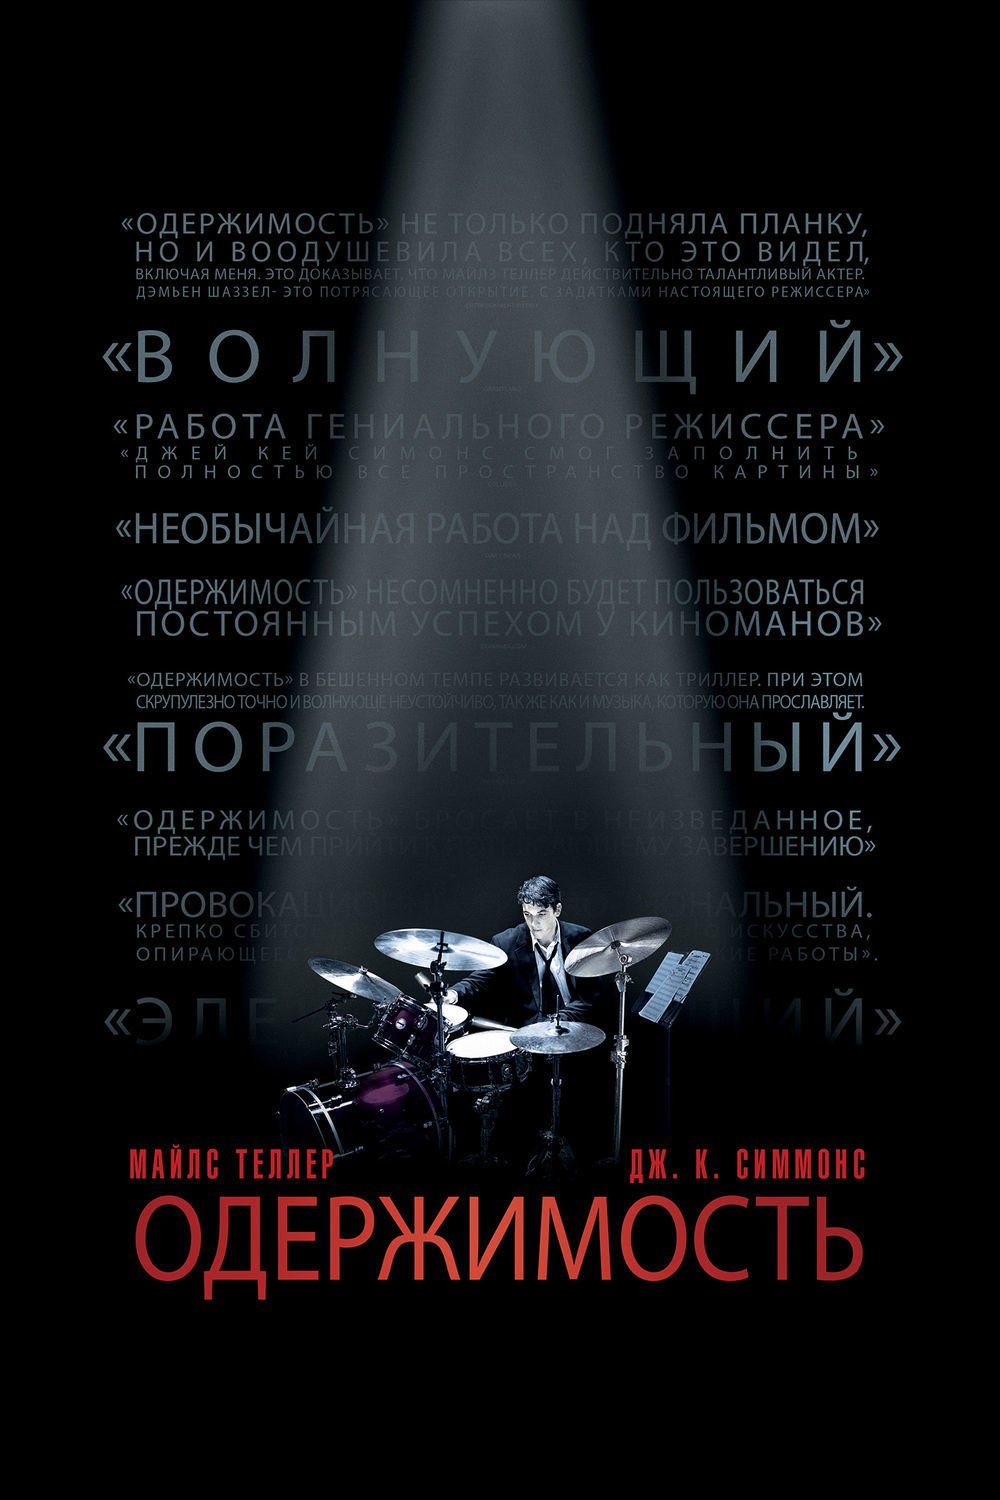 «ОДЕРЖИМОСТЬ» НЕ ТОЛЬКО ПОДНЯЛА ПЛАНКУ,
НО И ВООДУШЕВИЛА ВСЕХ, КТО ЭТО ВИДЕЛ,
ВКЛЮЧАЯ МЕНЯ. ЭТО ДОКАЗЫВАЕТ, ЧТО МАЙЛЗ ТЕЛЛЕР ДЕЙСТВИТЕЛЬНО ТАЛАНТЛИВЫЙ АКТЕР.
ДЭМЬЕН ШАЗЗЕЛ- ЭТО ПОТРЯСАЮЩЕЕ ОТКРЫТИЕ, С ЗАДАТКАМИ НАСТОЯЩЕГО РЕЖИССЕРА»
«ВОЛНУЮЩИЙ»
«РАБОТА ГЕНИАЛЬНОГО РЕЖИССЕРА»
«ДЖЕЙ КЕЙ СИМОНС СМОГ ЗАПОЛНИТЬ
ПОЛНОСТЬЮ ВСЕ ПРОСТРАНСТВО КАРТИНЫ»
«НЕОБЫЧАЙНАЯ РАБОТА НАД ФИЛЬМОМ»
«ОДЕРЖИМОСТЬ» НЕСОМНЕННО БУДЕТ ПОЛЬЗОВАТЬСЯ
ПОСТОЯННЫМ УСПЕХОМ У КИНОМАНОВ»
«ОДЕРЖИМОСТЬ» В БЕШЕННОМ ТЕМПЕ РАЗВИВАЕТСЯ КАК ТРИЛЛЕР. ПРИ ЭТОМ
СКРУПУЛЕЗНО ТОЧНО И ВОЛНУЮЩЕ НЕУСТОЙЧИВО, ТАК ЖЕ КАК И МУЗЫКА, КОТОРУЮ ОНА ПРОСЛАВЛЯЕТ.
«ПОРАЗИТЕЛЬНЫЙ»
«ОДЕРЖИМОСТЬ» БРОСАЕТ В НЕИЗВЕДАННОЕ,
ПРЕЖДЕ ЧЕМ ЗАВЕРШЕНИЮ»
КРЕПКО ИСКУССТВА,
РАБОТЫ».
МАЙЛС ТЕЛЛЕР
ДЖ. К. СИММОНС
ОДЕРЖИМОСТЬ